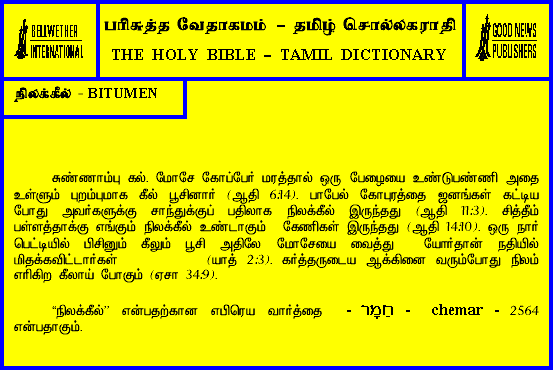 BELLWETHER
INTERNATIONAL
பரிசுத்த வேதாகமம் – தமிழ் சொல்லகராதி
THE HOLY BIBLE – TAMIL DICTIONARY
GOOD NEWS
PUBLISHERS
நிலக்கீல் - BITUMEN
சுண்ணாம்பு கல். மோசே கோப்பேர் மரத்தால் ஒரு பேழையை உண்டுபண்ணி அதை
உள்ளும் புறம்புமாக கீல் பூசினார் (ஆதி 6:14). பாபேல் கோபுரத்தை ஜனங்கள் கட்டிய
போது அவர்களுக்கு சாந்துக்குப் பதிலாக நிலக்கீல் இருந்தது (ஆதி 11:3). சித்தீம்
பள்ளத்தாக்கு எங்கும் நிலக்கீல் உண்டாகும் கேணிகள் இருந்தது (ஆதி 14:10). ஒரு நார்
பெட்டியில் பிசினும் கீலும் பூசி அதிலே மோசேயை வைத்து யோர்தான் நதியில்
மிதக்கவிட்டார்கள் (யாத் 2:3). கர்த்தருடைய ஆக்கினை வரும்போது நிலம்
எரிகிற கீலாய் போகும் (ஏசா 34:9).
“நிலக்கீல்” என்பதற்கான எபிரெய வார்த்தை - חֵמָר - chemar - 2564
என்பதாகும்.